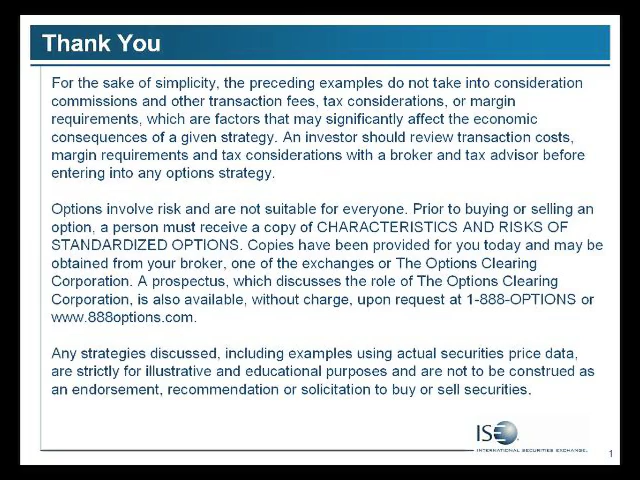 Thank You
For the sake of simplicity, the preceding examples do not take into consideration
commissions and other transaction fees, tax considerations, or margin
requirements, which are factors that may significantly affect the economic
consequences of a given strategy. An investor should review transaction costs,
margin requirements and tax considerations with a broker and tax advisor before
entering into any options strategy.
Options involve risk and are not suitable for everyone. Prior to buying or selling an
option, a person must receive a copy of CHARACTERISTICS AND RISKS OF
STANDARDIZED OPTIONS. Copies have been provided for you today and may be
obtained from your broker, one of the exchanges or The Options Clearing
Corporation. A prospectus, which discusses the role of The Options Clearing
Corporation, is also available, without charge, upon request at 1-888-OPTIONS or
www.888options.com.
Any strategies discussed, including examples using actual securities price data,
are strictly for illustrative and educational purposes and are not to be construed as
an endorsement, recommendation or solicitation to buy or sell securities.
ISE
INTERNATIONAL SECURITIES EXCHANGE.
1